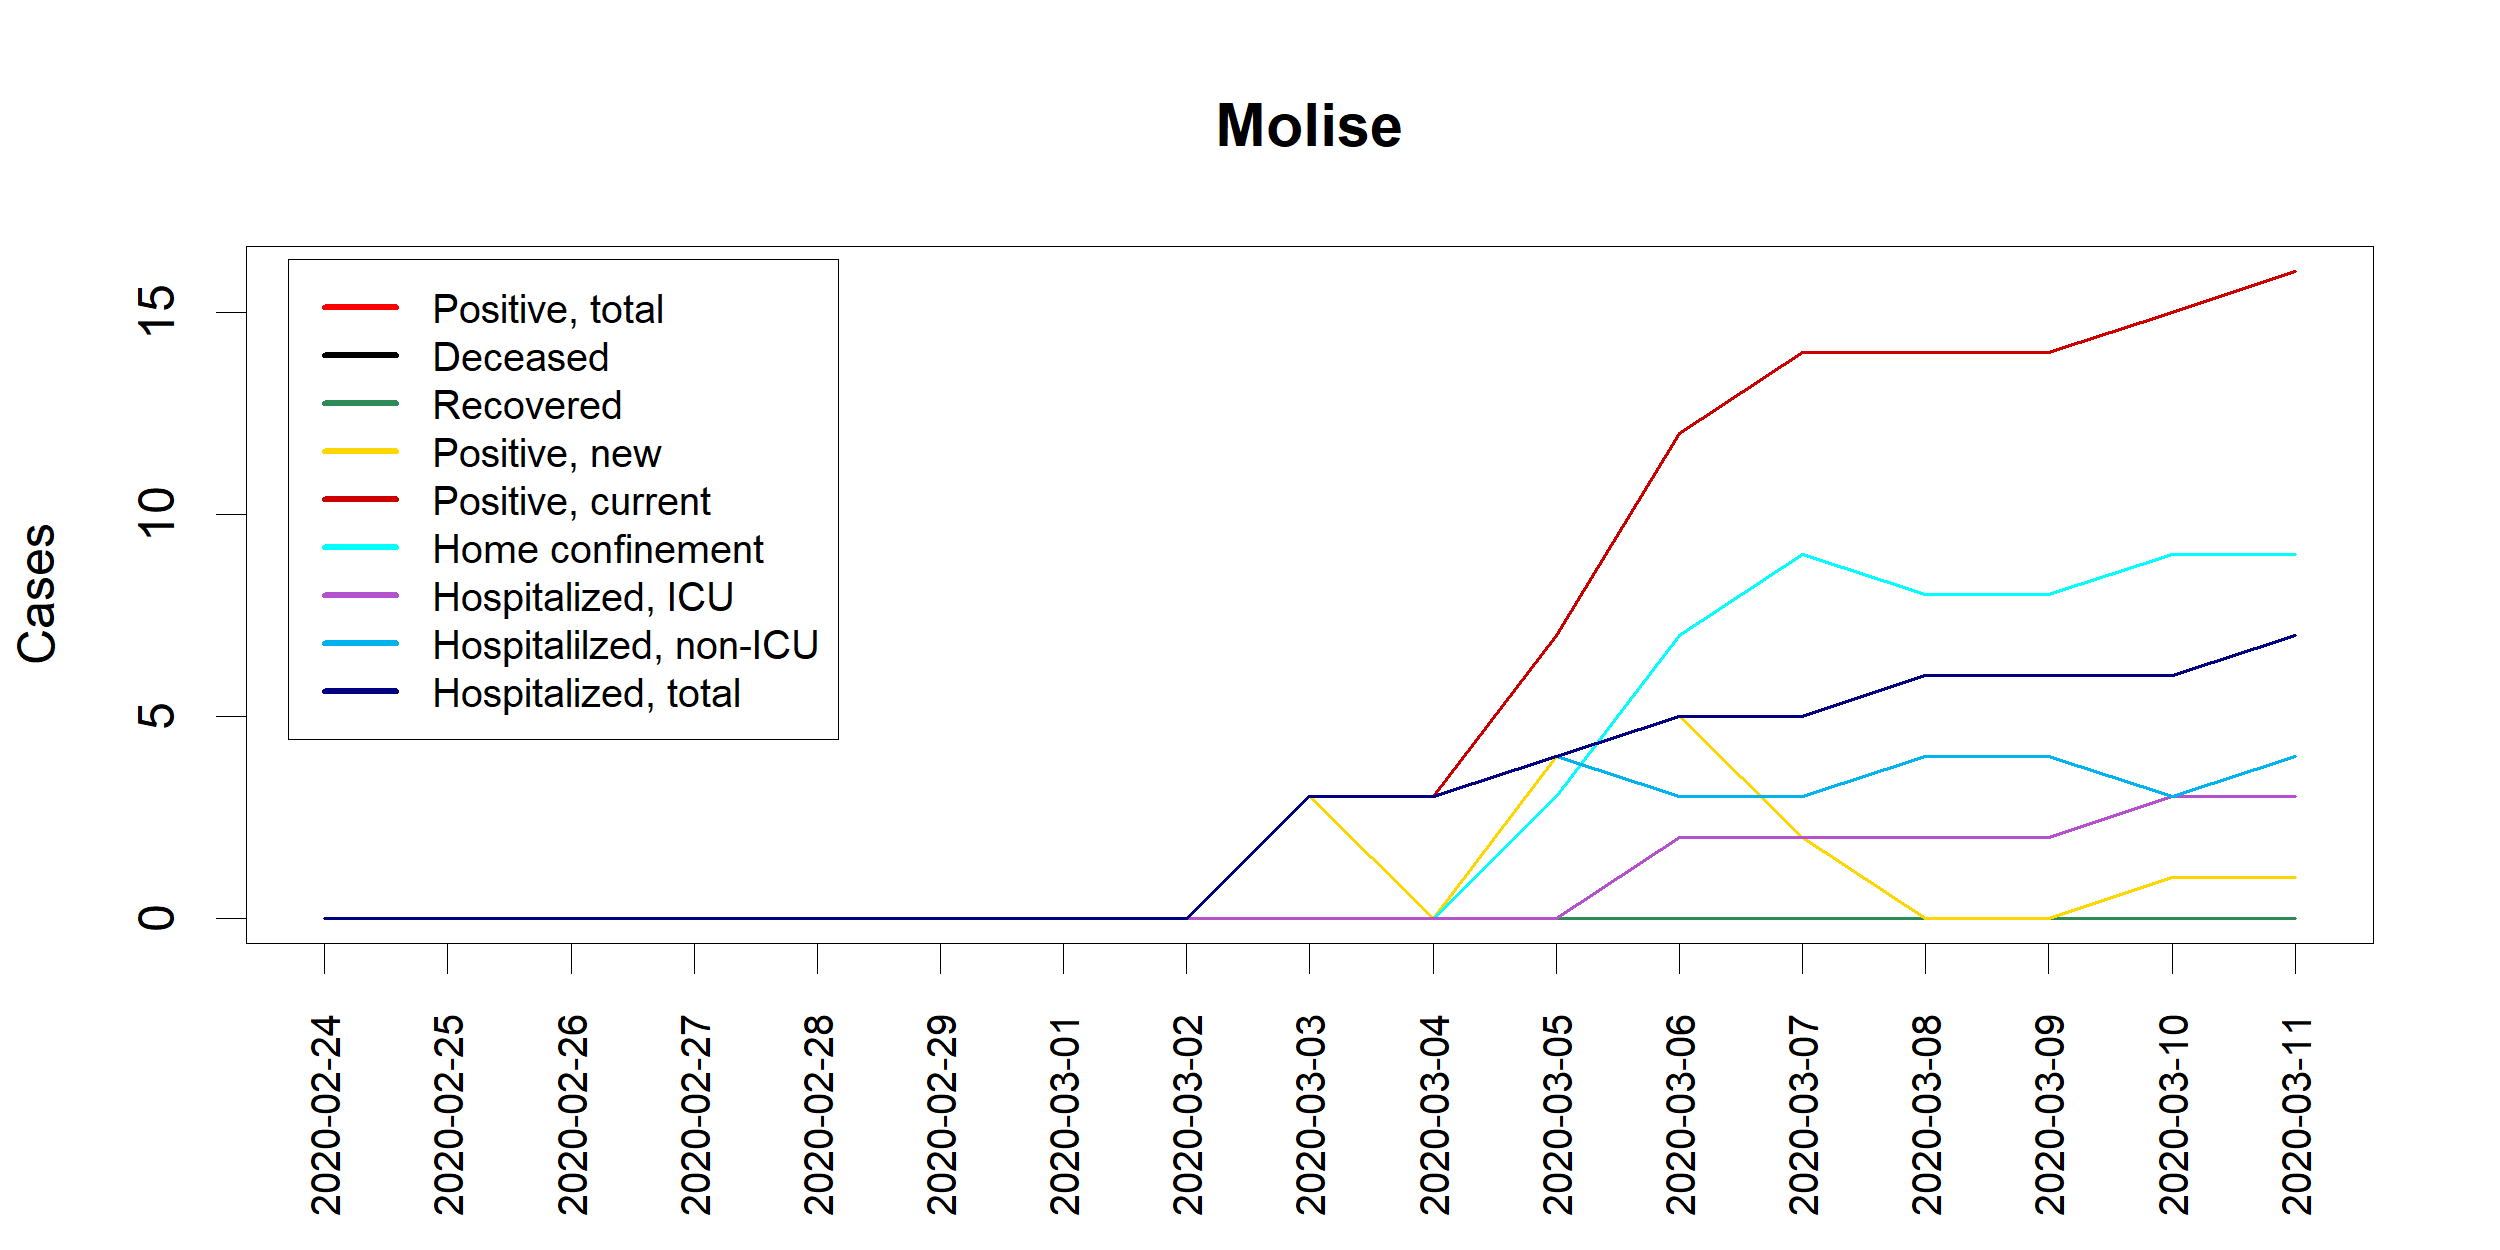 Molise
Cases
15
10
5
0
Positive, total
Deceased
Recovered
Positive, new
Positive, current
Home confinement
Hospitalized, ICU
Hospitalilzed, non-ICU
Hospitalized, total
2020-02-24
2020-02-25
2020-02-26
2020-02-27
2020-02-28
2020-02-29
2020-03-01
2020-03-02
2020-03-03
2020-03-04
2020-03-05
2020-03-06
2020-03-07
2020-03-08
2020-03-09
2020-03-10
2020-03-11